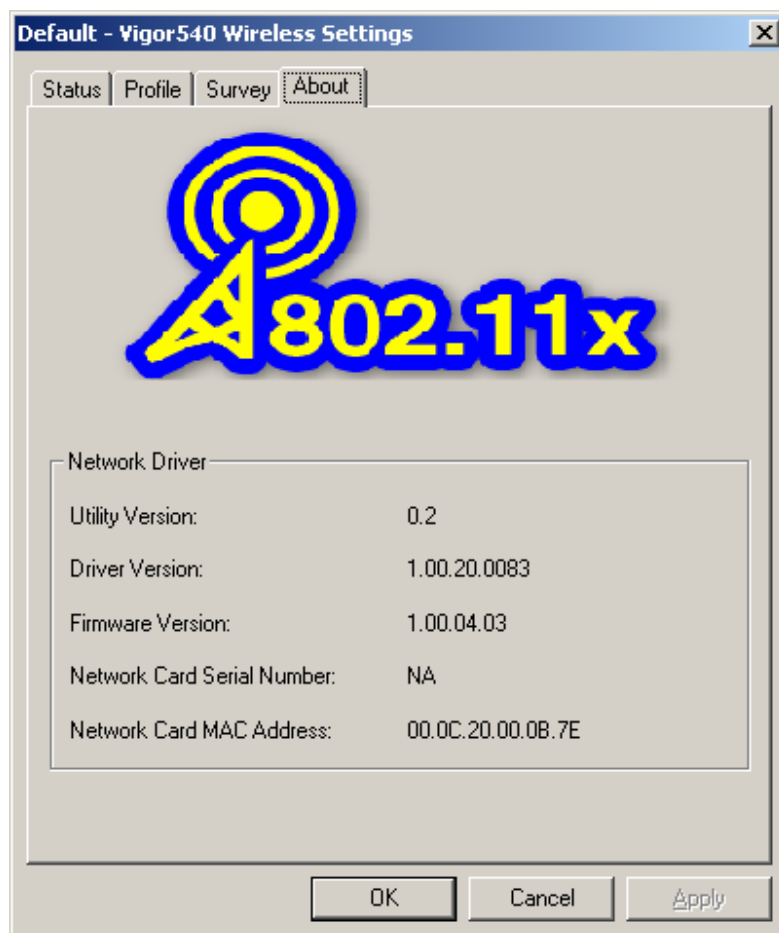 Default - Vigor540 Wireless Settings
Status Profile Survey About
802.11x
Network Driver
Utility Version: 0.2
Driver Version: 1.00.20.0083
Firmware Version: 1.00.04.03
Network Card Serial Number: NA
Network Card MAC Address: 00.0C.20.00.0B.7E
OK Cancel Apply